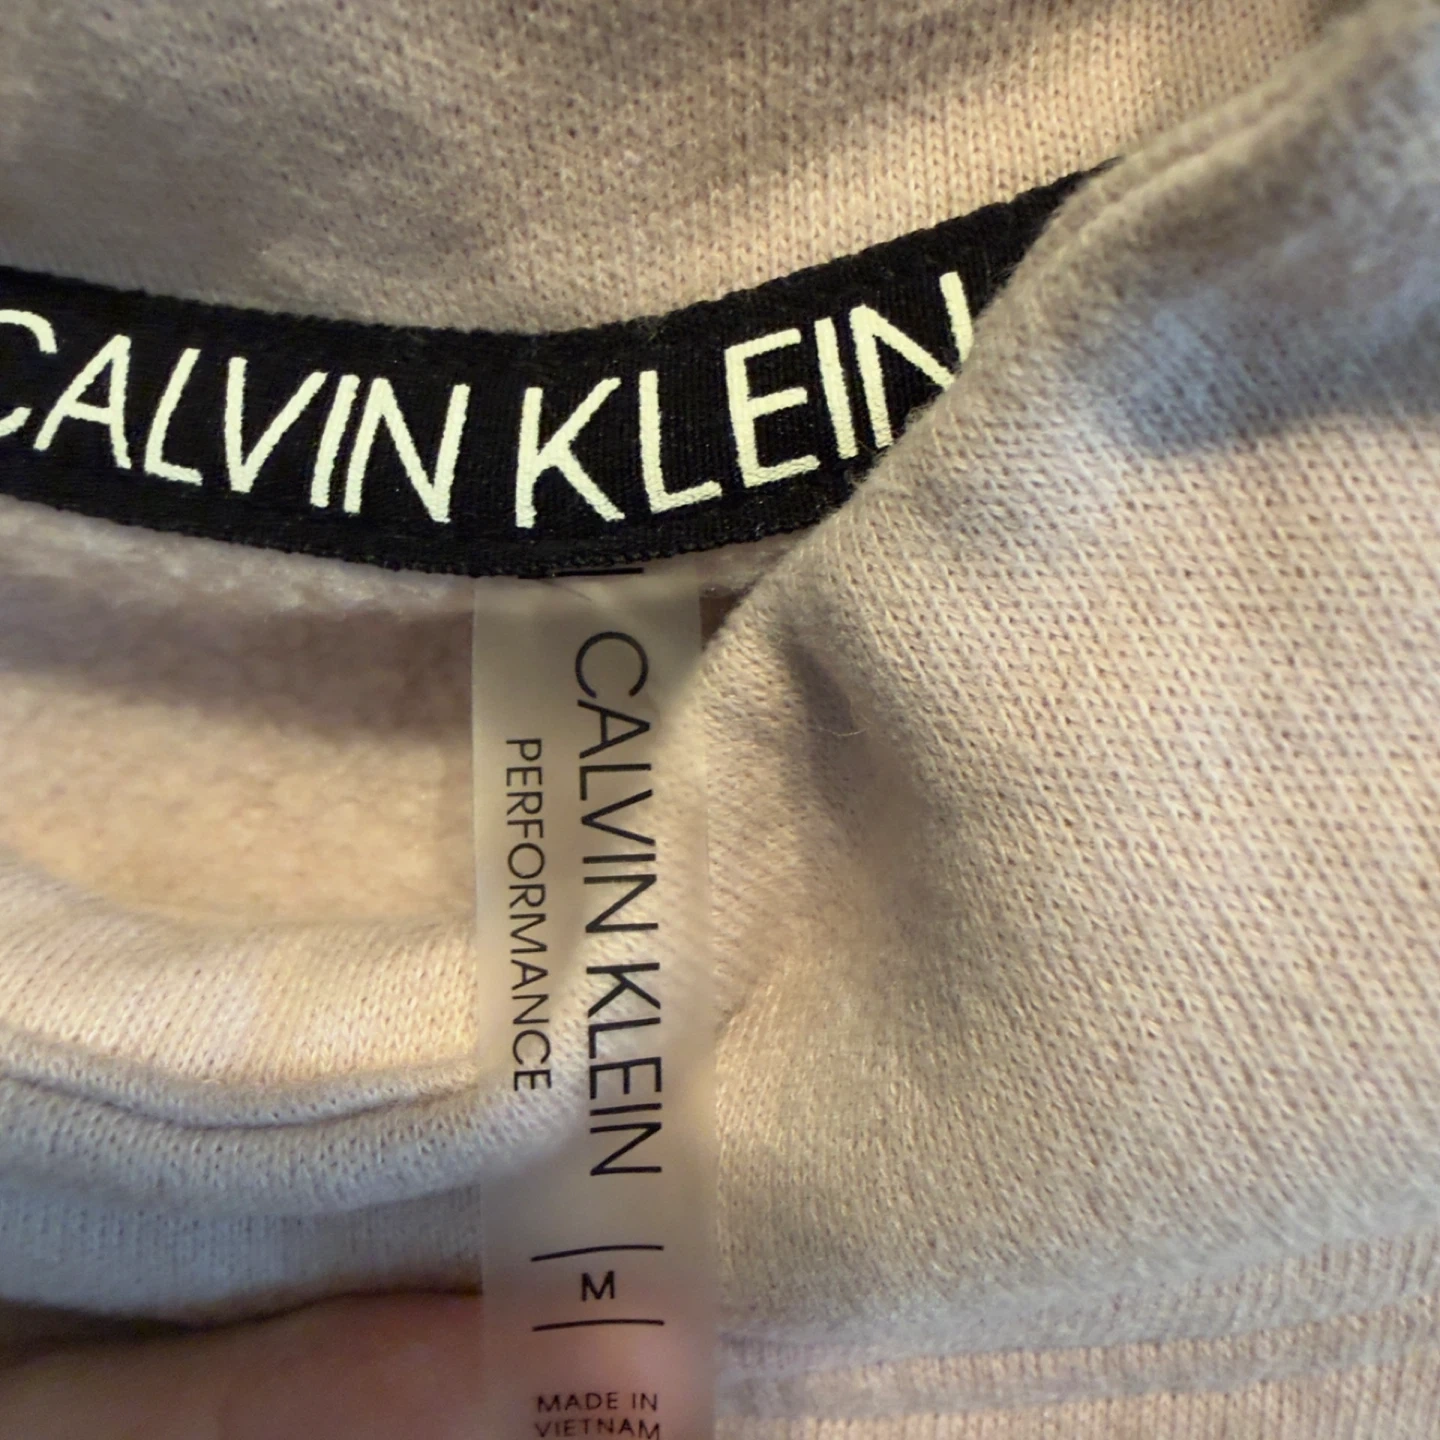 CALVIN KLEIN
CALVIN KLEIN
PERFORMANCE
M
MADE IN
VIETNAM